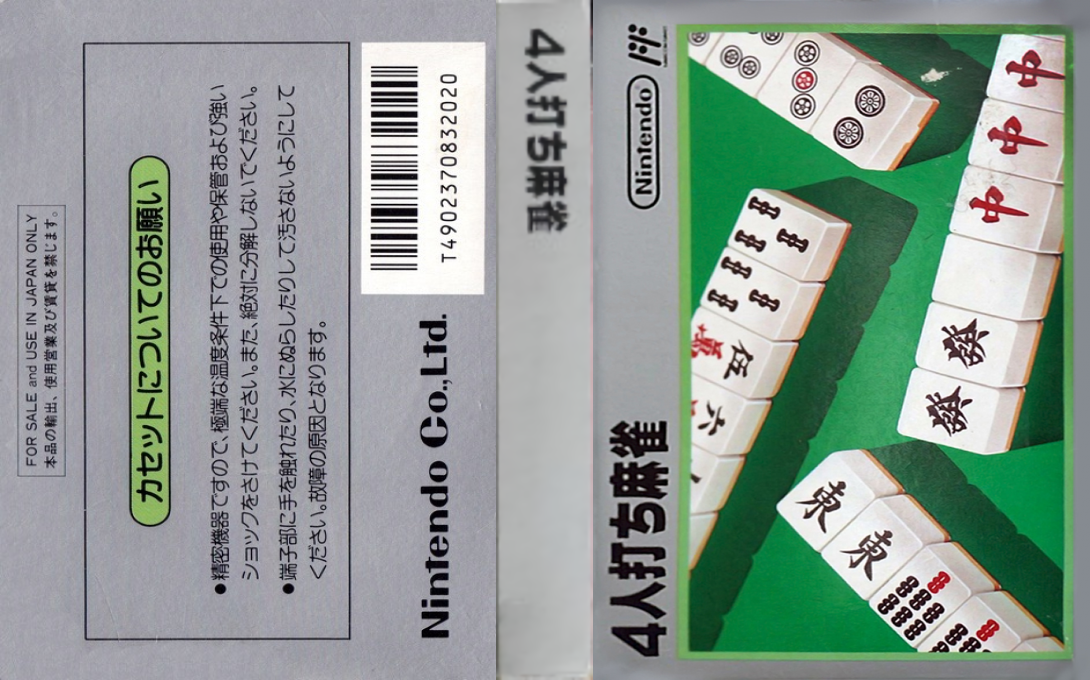 FOR SALE and USE IN JAPAN ONLY
本品の輸出、使用営業及び賃貸を禁じます。
カセットについてのお願い
●精密機器ですので、極端な温度条件下での使用や保管および強い
ショックをさけてください。また、絶対に分解しないでください。
●端子部に手を触れたり、水にぬらしたりして汚さないようにして
ください。故障の原因となります。
T4902370832020
Nintendo Co.,Ltd.
4人打ち麻雀
4人打ち麻雀
Nintendo
中
中
中
發
發
伍
六
東
東